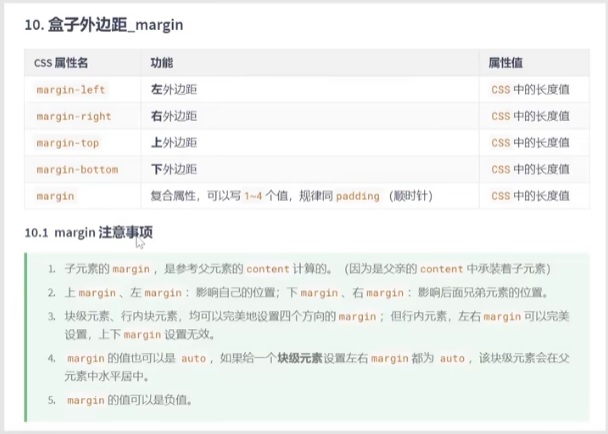 10. 盒子外边距_margin
CSS 属性名 功能 属性值
margin-left 左外边距 CSS 中的长度值
margin-right 右外边距 CSS 中的长度值
margin-top 上外边距 CSS 中的长度值
margin-bottom 下外边距 CSS 中的长度值
margin 复合属性，可以写 1~4 个值，规律同 padding （顺时针） CSS 中的长度值
10.1 margin 注意事项
1. 子元素的 margin ，是参考父元素的 content 计算的。（因为是父亲的 content 中承装着子元素）
2. 上 margin 、左 margin ：影响自己的位置；下 margin 、右 margin ：影响后面兄弟元素的位置。
3. 块级元素、行内块元素，均可以完美地设置四个方向的 margin ；但行内元素，左右 margin 可以完美
设置，上下 margin 设置无效。
4. margin 的值也可以是 auto ，如果给一个块级元素设置左右 margin 都为 auto ，该块级元素会在父
元素中水平居中。
5. margin 的值可以是负值。